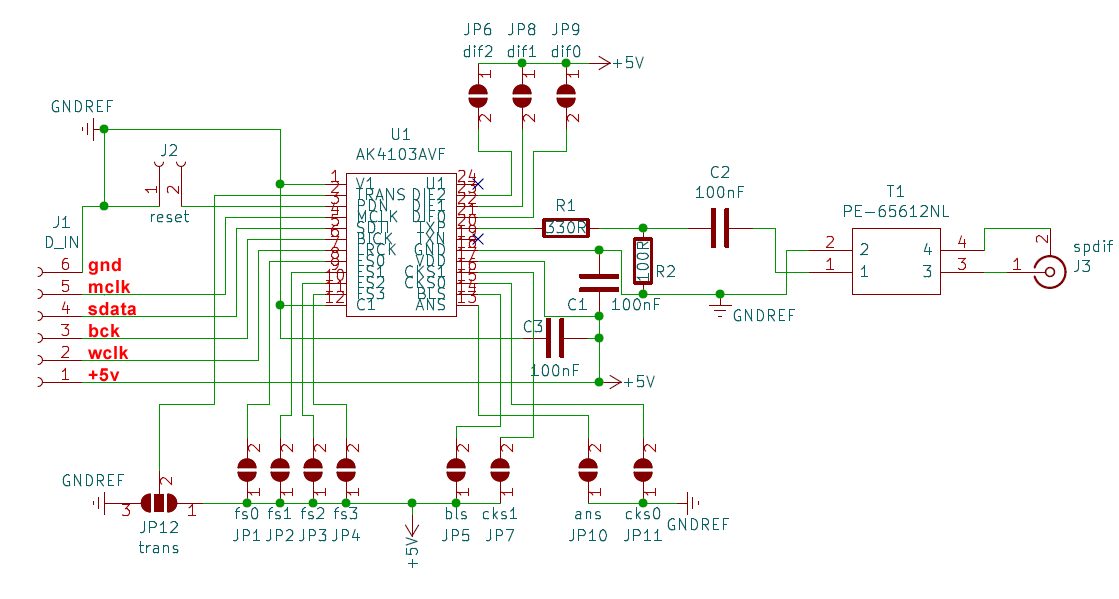 JP6 JP8 JP9
dif2 dif1 dif0
+5V
1 1 1
2 2 2
GNDREF
U1
AK4103AVF
J2
1 2
reset
1 V1 U1 24
2 TRANS DIF2 23
3 PDN DIF1 22
4 MCLK DIF0 21
5 SDTI TXP 20
6 BICK TXN 19
7 LRCK GND 18
8 FS0 VDD 17
9 FS1 CKS1 16
10 FS2 CKS0 15
11 FS3 BLS 14
12 C1 ANS 13
R1
330R
100R
R2
C2
100nF
T1
PE-65612NL
2 2 4 4
1 1 3 3
2
1
spdif
J3
J1
D_IN
6 gnd
5 mclk
4 sdata
3 bck
2 wclk
1 +5v
C1
100nF
GNDREF
C3
100nF
+5V
2 2 2 2 2 2 2 2
GNDREF
2
3 1
JP12
trans
1 1 1 1 1 1 1 1
fs0 fs1 fs2 fs3 bls cks1 ans cks0
JP1 JP2 JP3 JP4 JP5 JP7 JP10 JP11
+5V
GNDREF